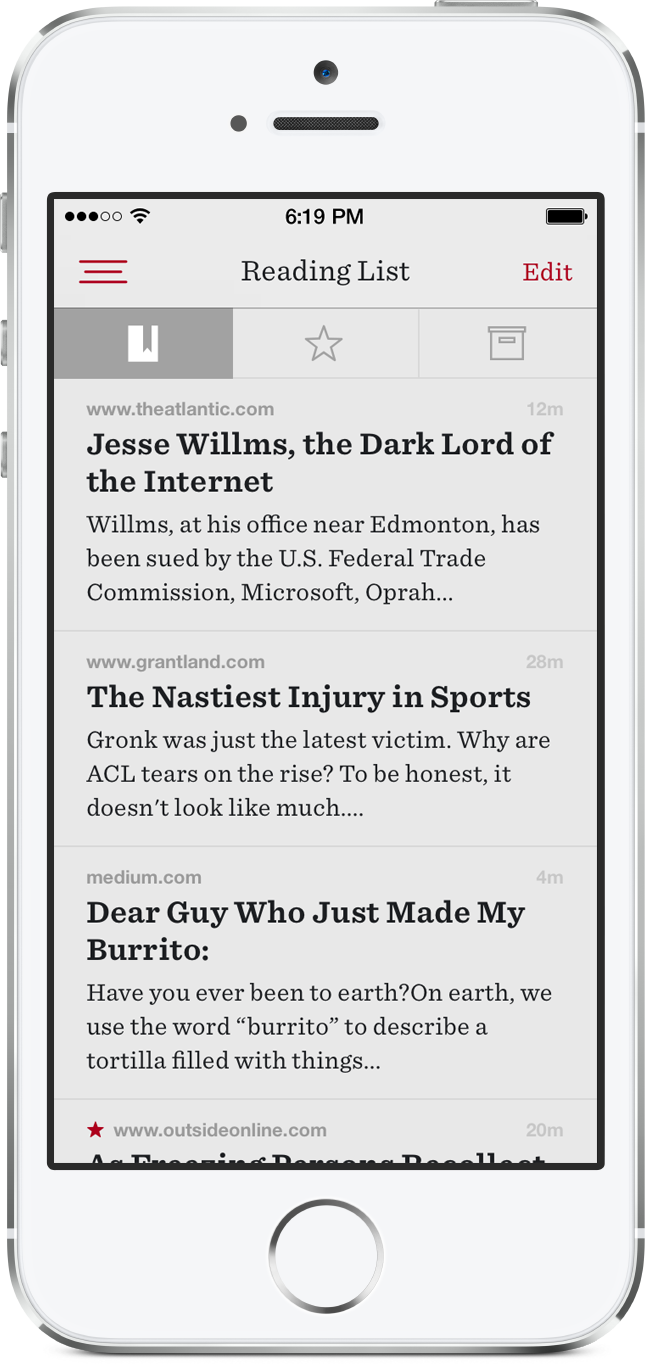 6:19 PM
Reading List
Edit
www.theatlantic.com
12m
Jesse Willms, the Dark Lord of
the Internet
Willms, at his office near Edmonton, has
been sued by the U.S. Federal Trade
Commission, Microsoft, Oprah...
www.grantland.com
28m
The Nastiest Injury in Sports
Gronk was just the latest victim. Why are
ACL tears on the rise? To be honest, it
doesn't look like much....
medium.com
4m
Dear Guy Who Just Made My
Burrito:
Have you ever been to earth?On earth, we
use the word “burrito” to describe a
tortilla filled with things...
www.outsideonline.com
20m
As Freezing Persons Recollect